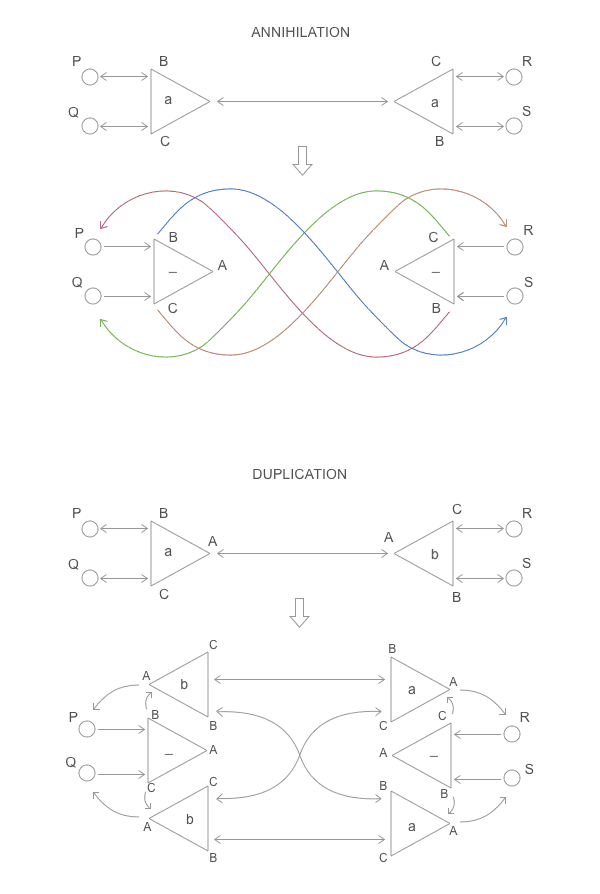 ANNIHILATION
P B C R
a a
Q C B S
P B C R
A A
– –
Q C B S
DUPLICATION
P B C R
A A
a b
Q C B S
C B
A b a A
B C
P B C R
– A A –
Q C B S
C B
b a
A A
B C